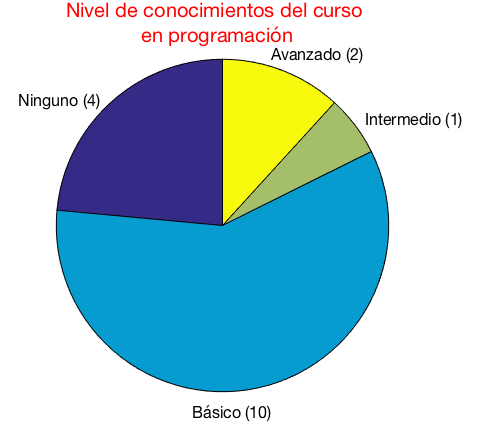 Nivel de conocimientos del curso
en programación
Avanzado (2)
Ninguno (4)
Intermedio (1)
Básico (10)